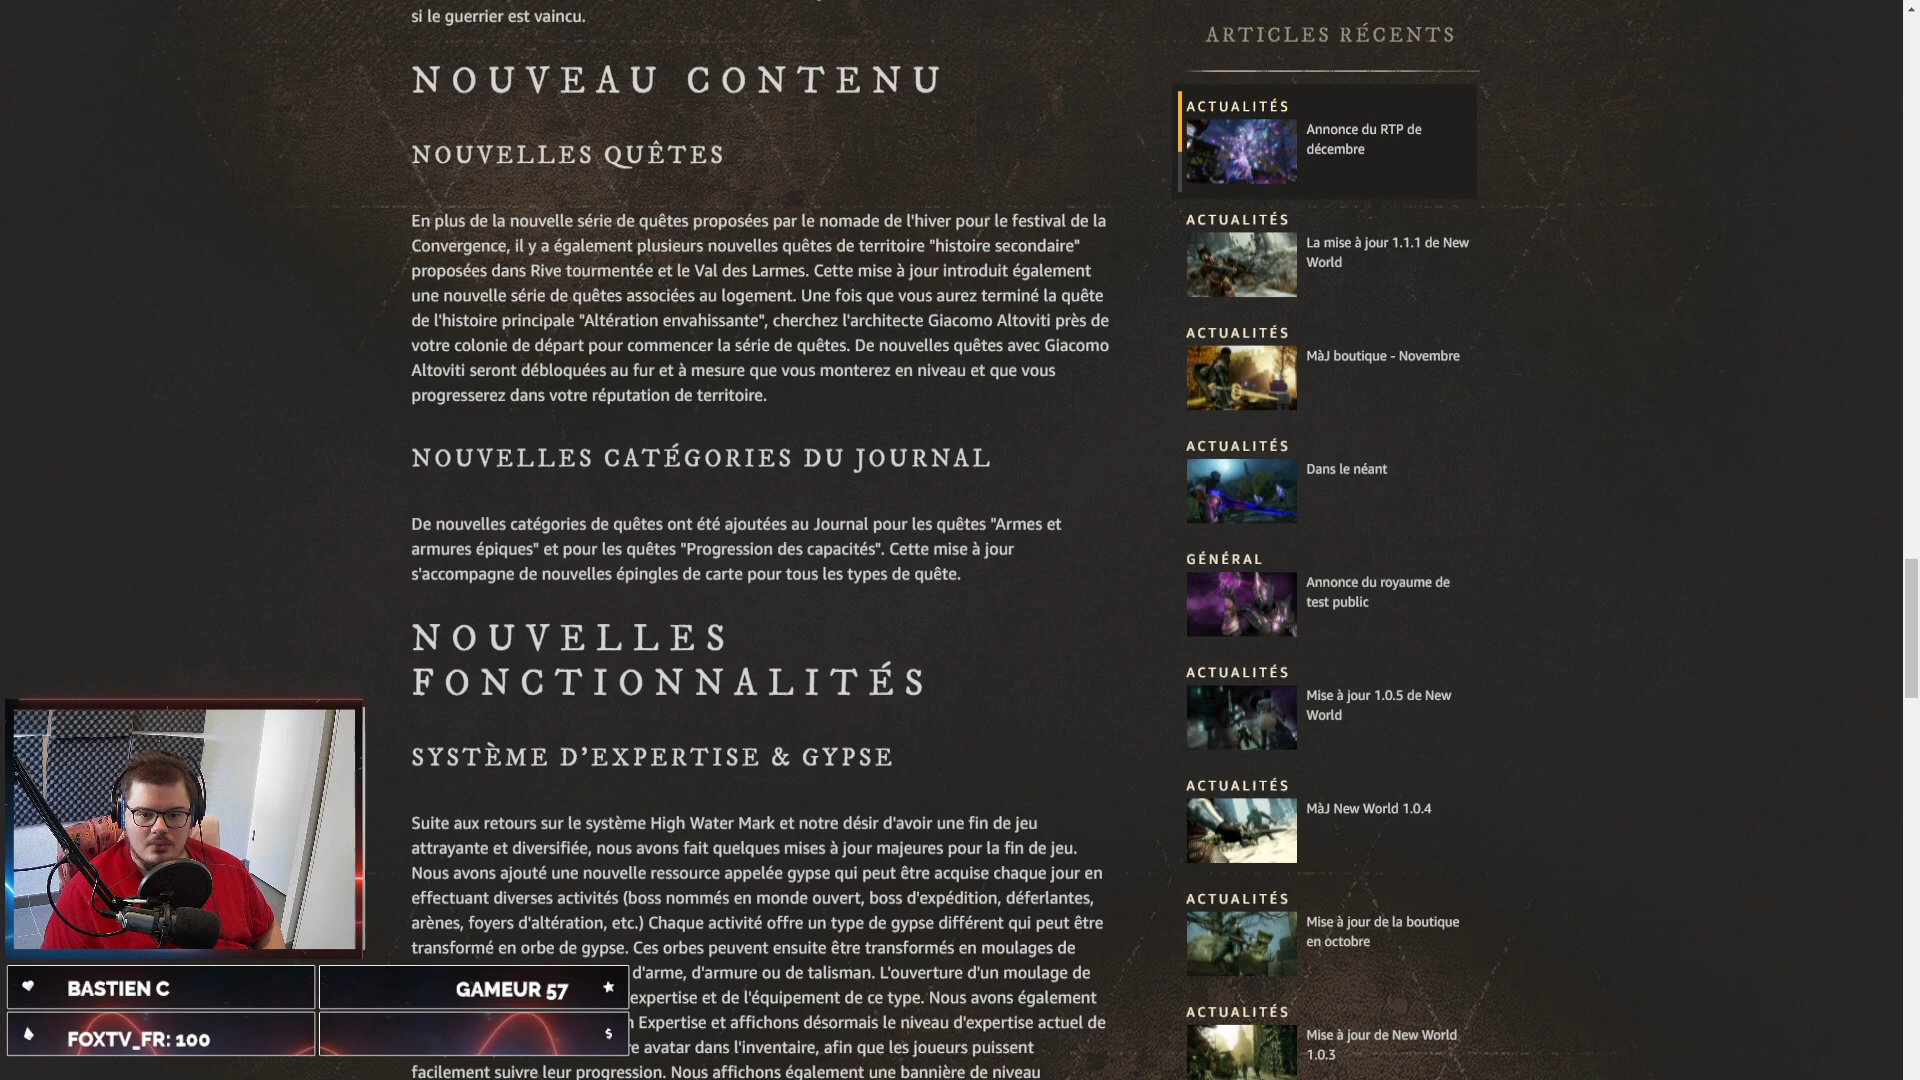 si le guerrier est vaincu.
NOUVEAU CONTENU
NOUVELLES QUÊTES
En plus de la nouvelle série de quêtes proposées par le nomade de l'hiver pour le festival de la
Convergence, il y a également plusieurs nouvelles quêtes de territoire "histoire secondaire"
proposées dans Rive tourmentée et le Val des Larmes. Cette mise à jour introduit également
une nouvelle série de quêtes associées au logement. Une fois que vous aurez terminé la quête
de l'histoire principale "Altération envahissante", cherchez l'architecte Giacomo Altoviti près de
votre colonie de départ pour commencer la série de quêtes. De nouvelles quêtes avec Giacomo
Altoviti seront débloquées au fur et à mesure que vous monterez en niveau et que vous
progresserez dans votre réputation de territoire.
NOUVELLES CATÉGORIES DU JOURNAL
De nouvelles catégories de quêtes ont été ajoutées au Journal pour les quêtes "Armes et
armures épiques" et pour les quêtes "Progression des capacités". Cette mise à jour
s'accompagne de nouvelles épingles de carte pour tous les types de quête.
NOUVELLES
FONCTIONNALITÉS
SYSTÈME D'EXPERTISE & GYPSE
Suite aux retours sur le système High Water Mark et notre désir d'avoir une fin de jeu
attrayante et diversifiée, nous avons fait quelques mises à jour majeures pour la fin de jeu.
Nous avons ajouté une nouvelle ressource appelée gypse qui peut être acquise chaque jour en
effectuant diverses activités (boss nommés en monde ouvert, boss d'expédition, déferlantes,
arènes, foyers d'altération, etc.) Chaque activité offre un type de gypse différent qui peut être
transformé en orbe de gypse. Ces orbes peuvent ensuite être transformés en moulages de
d'arme, d'armure ou de talisman. L'ouverture d'un moulage de
expertise et de l'équipement de ce type. Nous avons également
Expertise et affichons désormais le niveau d'expertise actuel de
avatar dans l'inventaire, afin que les joueurs puissent
facilement suivre leur progression. Nous affichons également une bannière de niveau
ARTICLES RÉCENTS
ACTUALITÉS
Annonce du RTP de
décembre
ACTUALITÉS
La mise à jour 1.1.1 de New
World
ACTUALITÉS
MàJ boutique - Novembre
ACTUALITÉS
Dans le néant
GÉNÉRAL
Annonce du royaume de
test public
ACTUALITÉS
Mise à jour 1.0.5 de New
World
ACTUALITÉS
MàJ New World 1.0.4
ACTUALITÉS
Mise à jour de la boutique
en octobre
ACTUALITÉS
Mise à jour de New World
1.0.3
BASTIEN C
GAMEUR 57
FOXTV_FR: 100
$